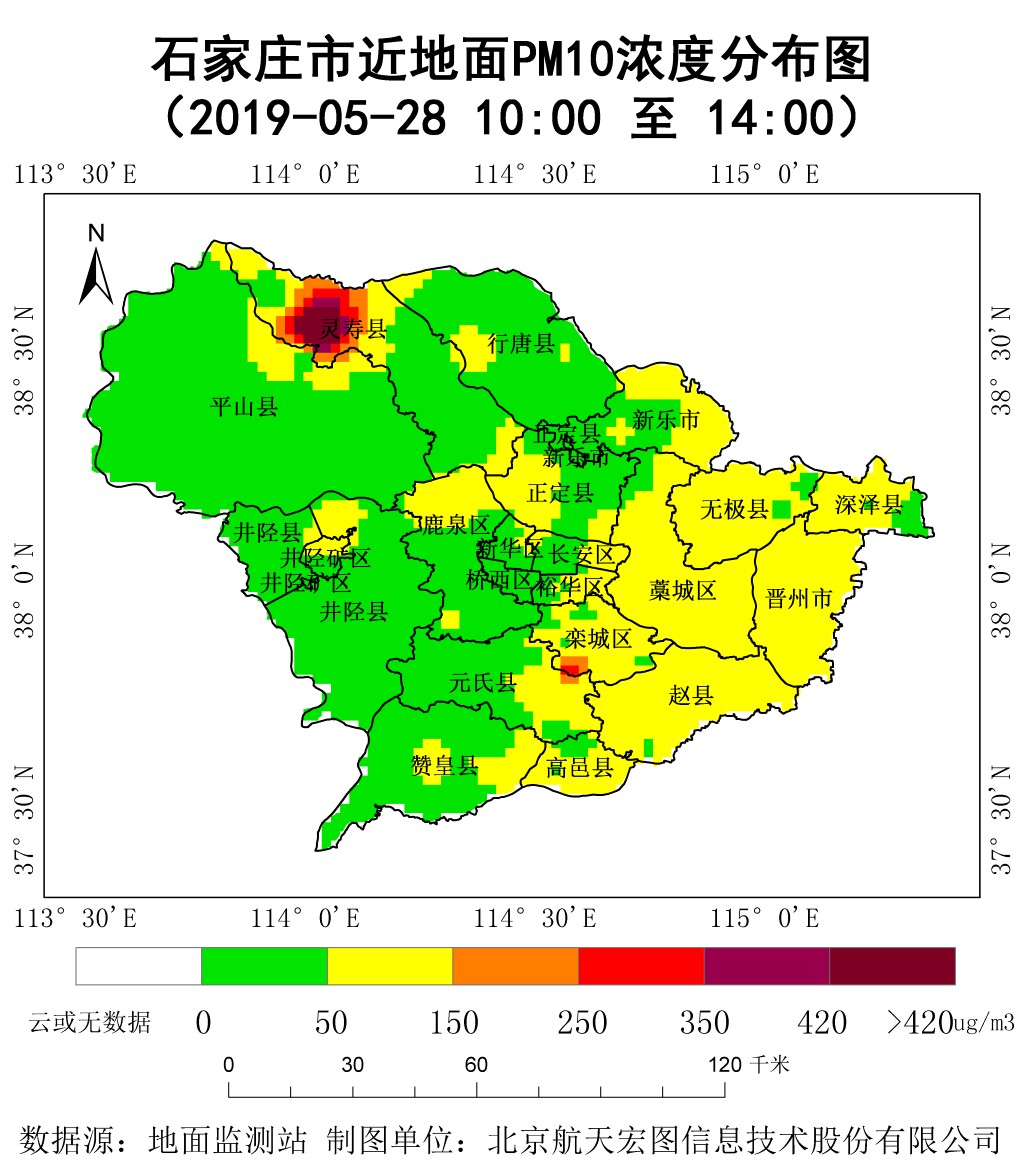 石家庄市近地面PM10浓度分布图
（2019-05-28 10:00 至 14:00）
113° 30'E 114° 0'E 114° 30'E 115° 0'E
N
38° 30'N
38° 30'N
灵寿县
行唐县
平山县
新乐市
正定县
新乐市
正定县
无极县
深泽县
鹿泉区
井陉县
新华区
长安区
井陉矿区
井陉矿区
桥西区
裕华区
藁城区
晋州市
38° 0'N
38° 0'N
井陉县
栾城区
元氏县
赵县
赞皇县
高邑县
37° 30'N
37° 30'N
113° 30'E 114° 0'E 114° 30'E 115° 0'E
云或无数据 0 50 150 250 350 420 >420ug/m3
0 30 60 120 千米
数据源：地面监测站 制图单位：北京航天宏图信息技术股份有限公司